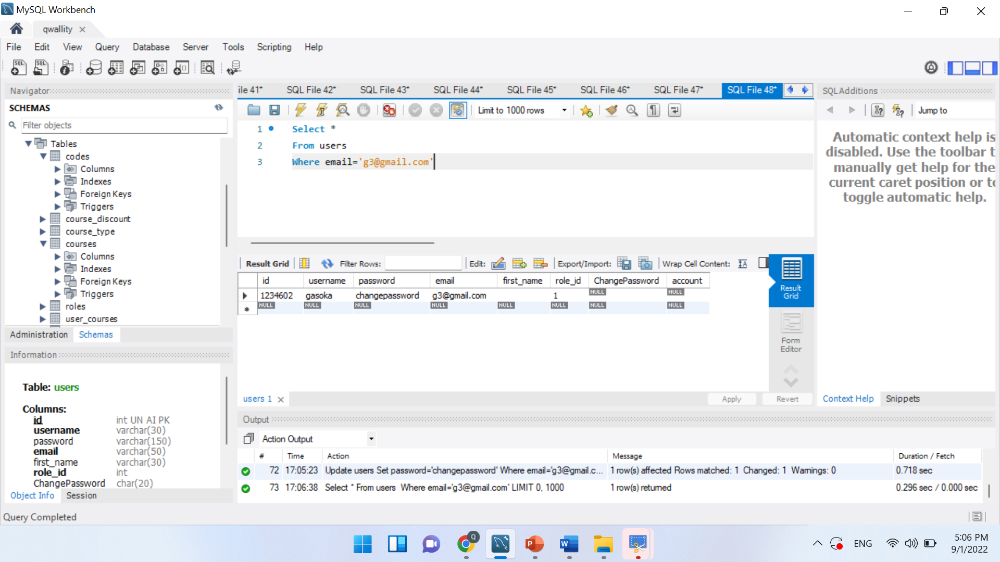 MySQL Workbench
qwallity
File Edit View Query Database Server Tools Scripting Help
Navigator
SCHEMAS
Filter objects
Tables
codes
Columns
Indexes
Foreign Keys
Triggers
course_discount
course_type
courses
Columns
Indexes
Foreign Keys
Triggers
roles
user_courses
Administration Schemas
Information
Table: users
Columns:
id int UN AI PK
username varchar(30)
password varchar(150)
email varchar(50)
first_name varchar(30)
role_id int
ChangePassword char(20)
Object Info Session
Query Completed
ile 41* SQL File 42* SQL File 43* SQL File 44* SQL File 45* SQL File 46* SQL File 47* SQL File 48*
Limit to 1000 rows
1 Select *
2 From users
3 Where email='g3@gmail.com'
Result Grid Filter Rows: Edit: Export/Import: Wrap Cell Content:
id username password email first_name role_id ChangePassword account
1234602 gasoka changepassword g3@gmail.com 1 NULL NULL
NULL NULL NULL NULL NULL NULL NULL NULL
Result
Grid
Form
Editor
users 1 Apply Revert
SQLAdditions
Jump to
Automatic context help is
disabled. Use the toolbar t
manually get help for the
current caret position or to
toggle automatic help.
Context Help Snippets
Output
Action Output
# Time Action Message Duration / Fetch
72 17:05:23 Update users Set password='changepassword' Where email='g3@gmail.c... 1 row(s) affected Rows matched: 1 Changed: 1 Warnings: 0 0.718 sec
73 17:06:38 Select * From users Where email='g3@gmail.com' LIMIT 0, 1000 1 row(s) returned 0.296 sec / 0.000 sec
ENG
5:06 PM
9/1/2022